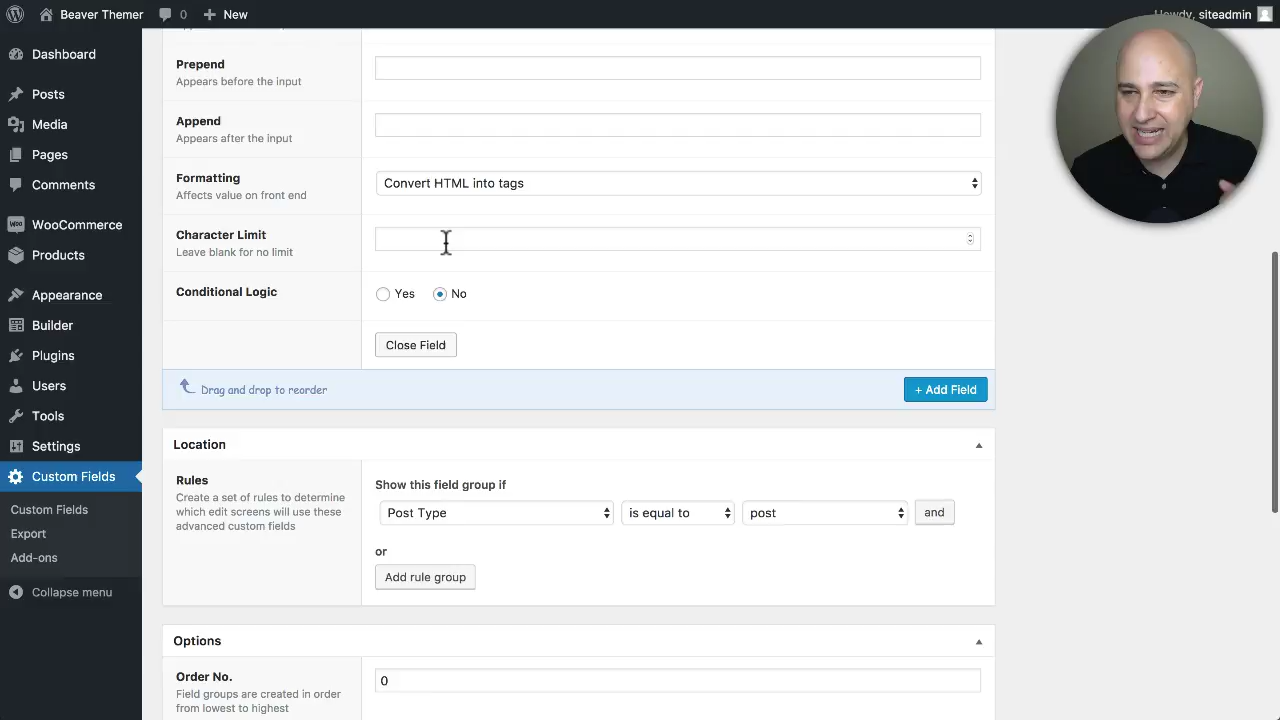 Beaver Themer
0
New
Howdy, siteadmin
Dashboard
Posts
Media
Pages
Comments
WooCommerce
Products
Appearance
Builder
Plugins
Users
Tools
Settings
Custom Fields
Custom Fields
Export
Add-ons
Collapse menu
Prepend
Appears before the input
Append
Appears after the input
Formatting
Affects value on front end
Convert HTML into tags
Character Limit
Leave blank for no limit
Conditional Logic
Yes
No
Close Field
Drag and drop to reorder
+ Add Field
Location
Rules
Create a set of rules to determine
which edit screens will use these
advanced custom fields
Show this field group if
Post Type
is equal to
post
and
or
Add rule group
Options
Order No.
Field groups are created in order
from lowest to highest
0